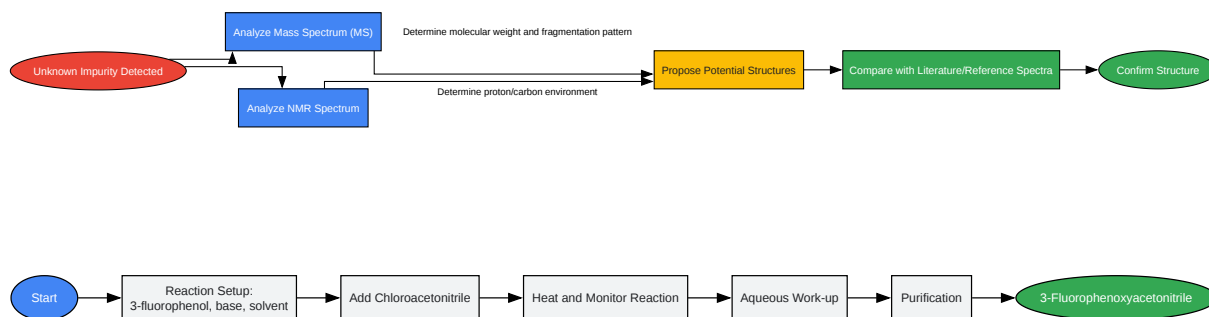 Analyze Mass Spectrum (MS)
Determine molecular weight and fragmentation pattern
Unknown Impurity Detected
Propose Potential Structures
Compare with Literature/Reference Spectra
Confirm Structure
Determine proton/carbon environment
Analyze NMR Spectrum
Start
Reaction Setup:
3-fluorophenol, base, solvent
Add Chloroacetonitrile
Heat and Monitor Reaction
Aqueous Work-up
Purification
3-Fluorophenoxyacetonitrile